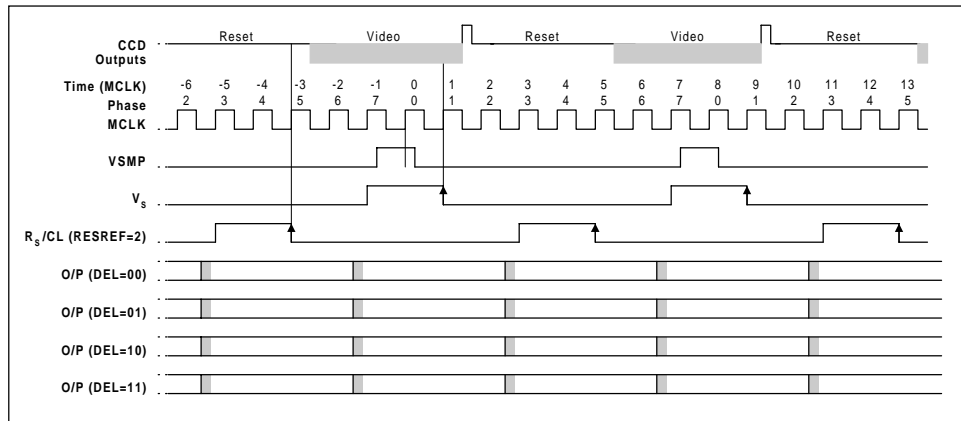 Reset Video Reset Video Reset
CCD
Outputs
Time (MCLK) -6 -5 -4 -3 -2 -1 0 1 2 3 4 5 6 7 8 9 10 11 12 13
Phase 2 3 4 5 6 7 0 1 2 3 4 5 6 7 0 1 2 3 4 5
MCLK
VSMP
VS
RS/CL (RESREF=2)
O/P (DEL=00)
O/P (DEL=01)
O/P (DEL=10)
O/P (DEL=11)